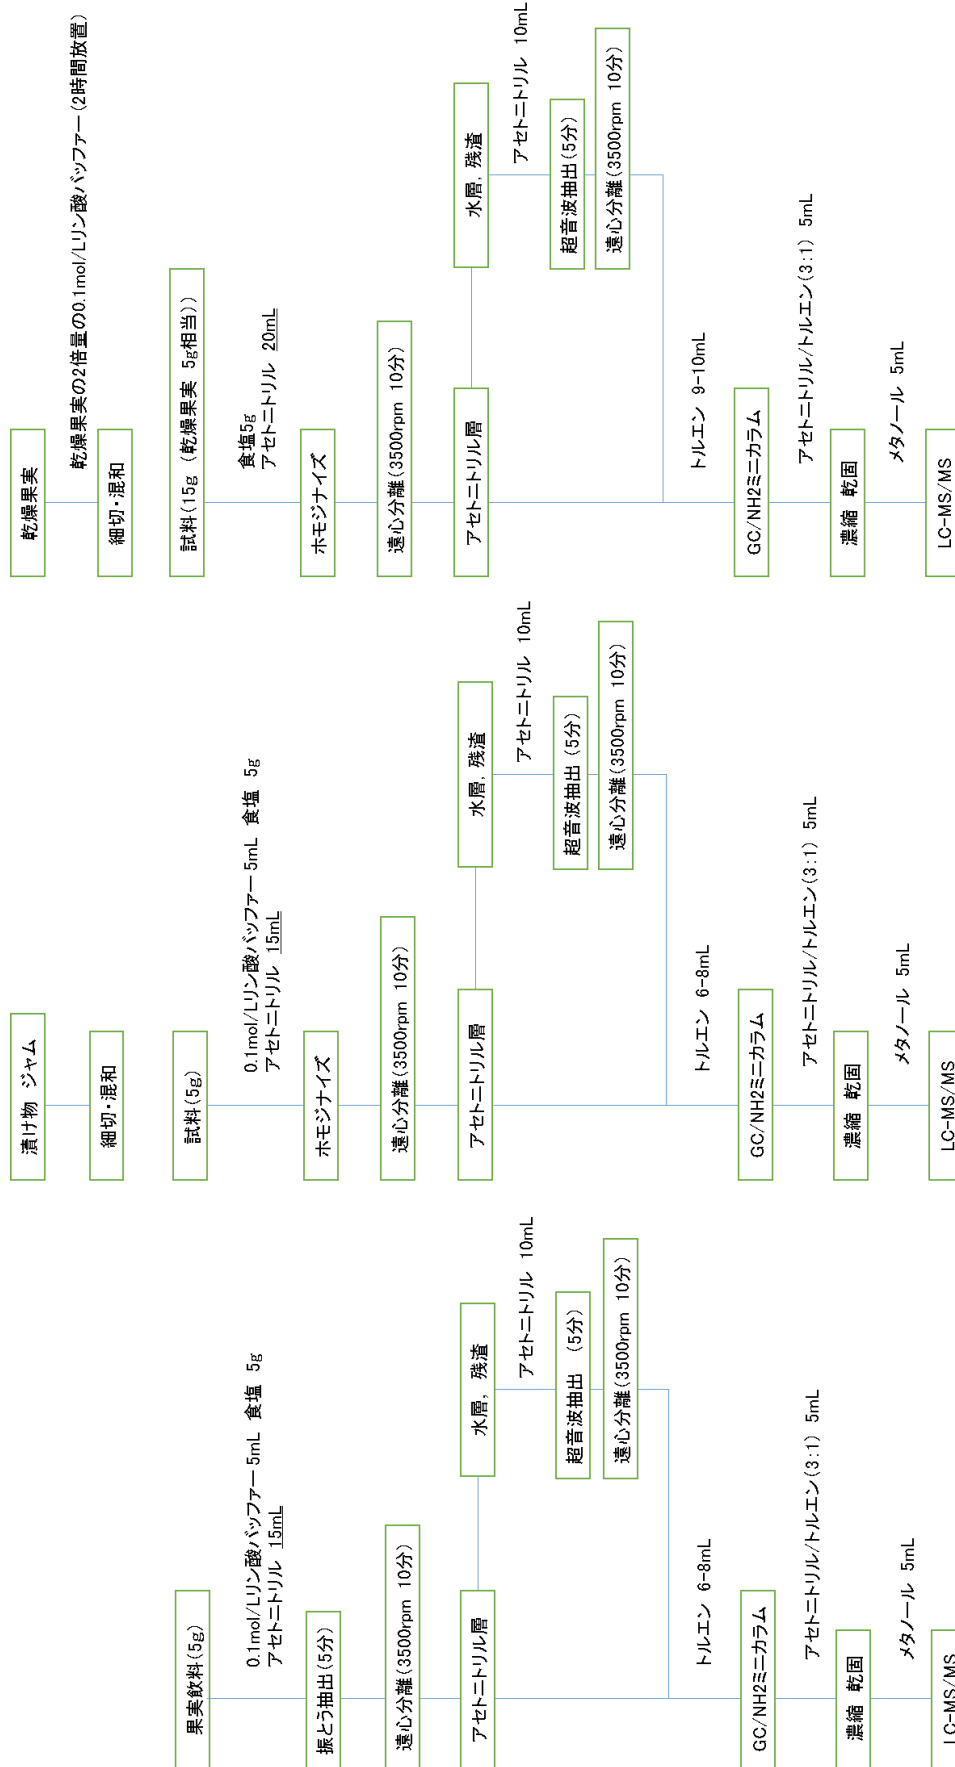 果実飲料(5g)
0.1mol/Lリン酸バッファー 5mL 食塩 5g
アセトニトリル 15mL
振とう抽出(5分)
遠心分離(3500rpm 10分)
アセトニトリル層
水層, 残渣
アセトニトリル 10mL
超音波抽出 (5分)
遠心分離(3500rpm 10分)
トルエン 6-8mL
GC/NH2ミニカラム
アセトニトリル/トルエン(3:1) 5mL
濃縮 乾固
メタノール 5mL
LC-MS/MS
漬け物 ジャム
細切・混和
試料(5g)
0.1mol/Lリン酸バッファー 5mL 食塩 5g
アセトニトリル 15mL
ホモジナイズ
遠心分離(3500rpm 10分)
アセトニトリル層
水層, 残渣
アセトニトリル 10mL
超音波抽出 (5分)
遠心分離(3500rpm 10分)
トルエン 6-8mL
GC/NH2ミニカラム
アセトニトリル/トルエン(3:1) 5mL
濃縮 乾固
メタノール 5mL
LC-MS/MS
乾燥果実
乾燥果実の2倍量の0.1mol/Lリン酸バッファー(2時間放置)
細切・混和
試料(15g (乾燥果実 5g相当))
食塩5g
アセトニトリル 20mL
ホモジナイズ
遠心分離(3500rpm 10分)
アセトニトリル層
水層, 残渣
アセトニトリル 10mL
超音波抽出(5分)
遠心分離(3500rpm 10分)
トルエン 9-10mL
GC/NH2ミニカラム
アセトニトリル/トルエン(3:1) 5mL
濃縮 乾固
メタノール 5mL
LC-MS/MS